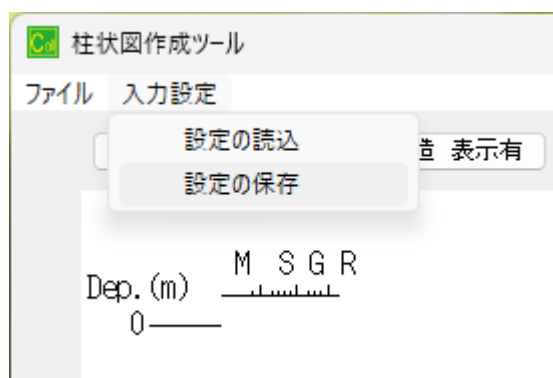 Col 柱状図作成ツール
ファイル 入力設定
設定の読込
造 表示有
設定の保存
M S G R
Dep.(m)
0